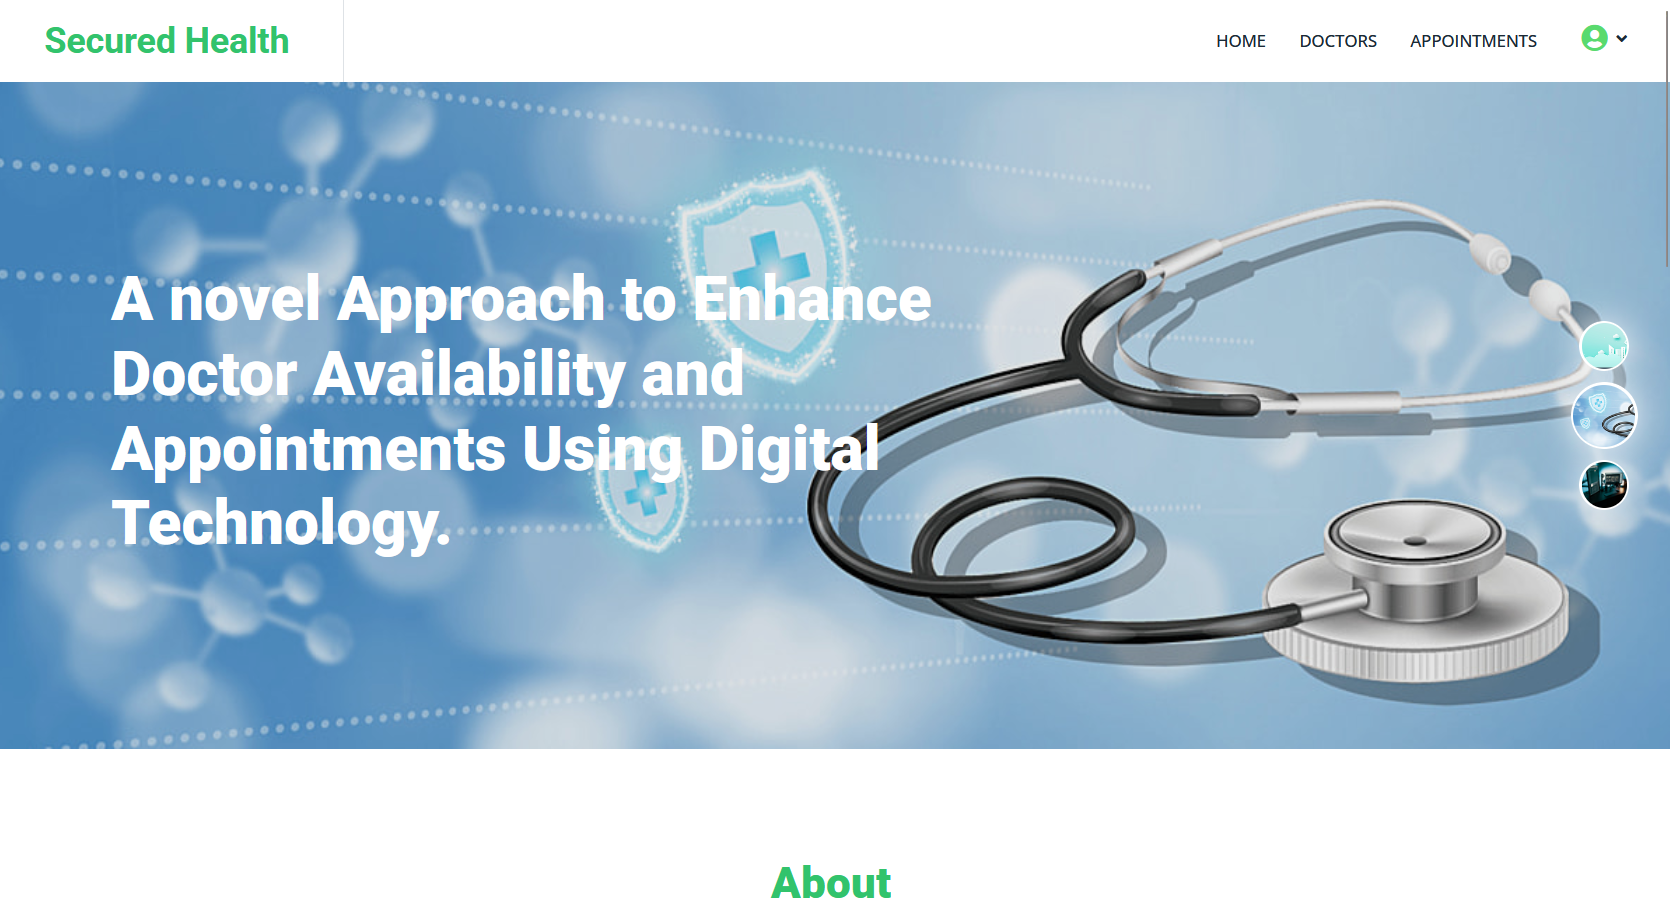 Secured Health
HOME DOCTORS APPOINTMENTS
A novel Approach to Enhance
Doctor Availability and
Appointments Using Digital
Technology.
About